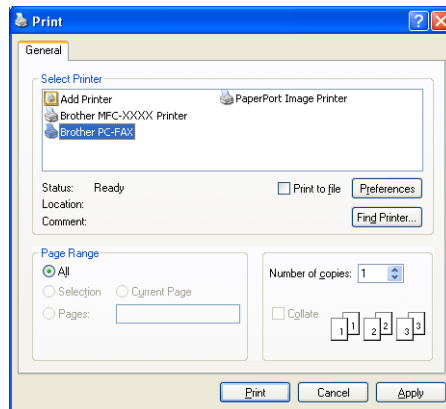 Print
General
Select Printer
Add Printer
PaperPort Image Printer
Brother MFC-XXXX Printer
Brother PC-FAX
Status: Ready
Print to file
Preferences
Location:
Comment:
Find Printer...
Page Range
All
Selection
Current Page
Pages:
Number of copies: 1
Collate
1 1 2 2 3 3
Print
Cancel
Apply